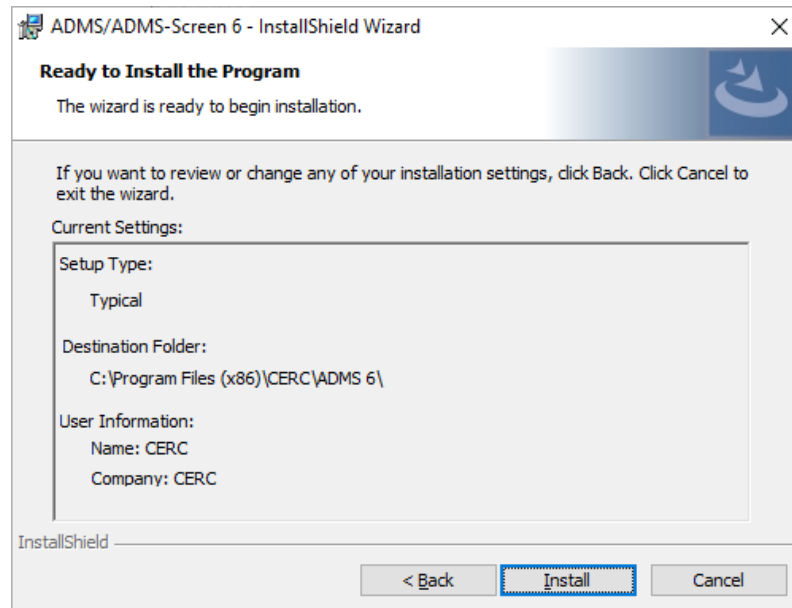 ADMS/ADMS-Screen 6 - InstallShield Wizard
Ready to Install the Program
The wizard is ready to begin installation.
If you want to review or change any of your installation settings, click Back. Click Cancel to
exit the wizard.
Current Settings:
Setup Type:
Typical
Destination Folder:
C:\Program Files (x86)\CERC\ADMS 6\
User Information:
Name: CERC
Company: CERC
InstallShield
< Back
Install
Cancel